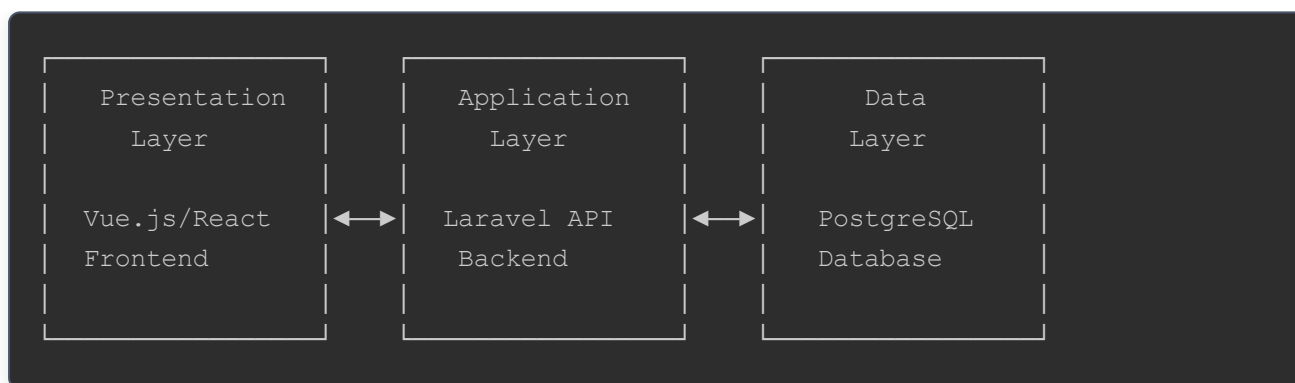 Presentation Application Data
Layer Layer Layer
Vue.js/React Laravel API PostgreSQL
Frontend Backend Database